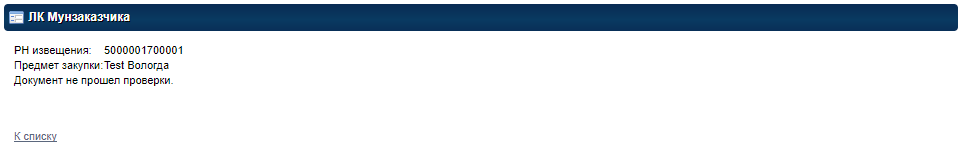 ЛК Мунзаказчика
РН извещения: 5000001700001
Предмет закупки: Test Вологда
Документ не прошел проверки.
К списку